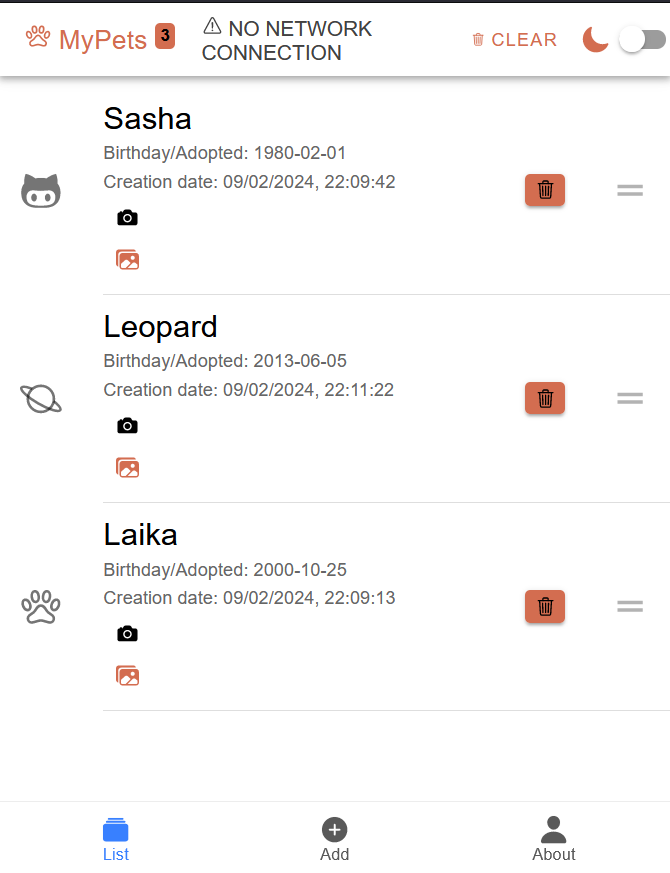 MyPets 3
NO NETWORK
CONNECTION
CLEAR
Sasha
Birthday/Adopted: 1980-02-01
Creation date: 09/02/2024, 22:09:42
Leopard
Birthday/Adopted: 2013-06-05
Creation date: 09/02/2024, 22:11:22
Laika
Birthday/Adopted: 2000-10-25
Creation date: 09/02/2024, 22:09:13
List
Add
About